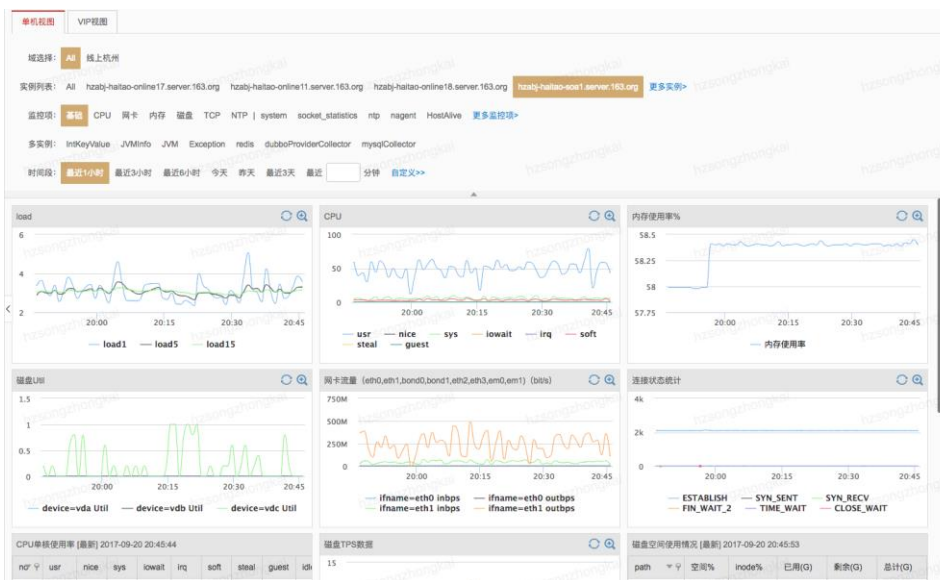 单机视图 VIP视图
域选择: All 线上杭州
实例列表: All hzabj-haitao-online17.server.163.org hzabj-haitao-online11.server.163.org hzabj-haitao-online18.server.163.org hzabj-haitao-soa1.server.163.org 更多实例>
监控项: 基础 CPU 网卡 内存 磁盘 TCP NTP | system socket_statistics ntp nagent HostAlive 更多监控项>
多实例: IntKeyValue JVMInfo JVM Exception redis dubboProviderCollector mysqlCollector
时间段: 最近1小时 最近3小时 最近6小时 今天 昨天 最近3天 最近 分钟 自定义>>
load CPU 内存使用率%
6 100 58.5
58.25
4 50
58
2 0 57.75
20:00 20:15 20:30 20:45 20:00 20:15 20:30 20:45 20:00 20:15 20:30 20:45
load1 load5 load15 usr nice sys iowait irq soft 内存使用率
steal guest
磁盘Util 网卡流量 (eth0,eth1,bond0,bond1,eth2,eth3,em0,em1) (bit/s) 连接状态统计
1.5 750M 4k
1 500M
2k
0.5 250M
0 0 0
20:00 20:15 20:30 20:45 20:00 20:15 20:30 20:45 20:00 20:15 20:30 20:45
device=vda Util device=vdb Util device=vdc Util ifname=eth0 inbps ifname=eth0 outbps ESTABLISH SYN_SENT SYN_RECV
ifname=eth1 inbps ifname=eth1 outbps FIN_WAIT_2 TIME_WAIT CLOSE_WAIT
CPU单核使用率 [最新] 2017-09-20 20:45:44 磁盘TPS数据 磁盘空间使用情况 [最新] 2017-09-20 20:45:53
no usr nice sys iowait irq soft steal guest 15 path 空间% inode% 已用(G) 剩余(G) 总计(G)
hzsongzhongkai